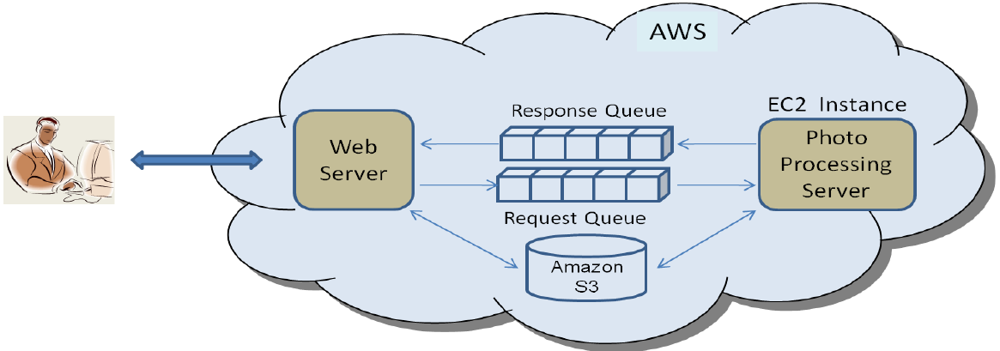 AWS
Response Queue
EC2 Instance
Web
Server
Photo
Processing
Server
Request Queue
Amazon
S3